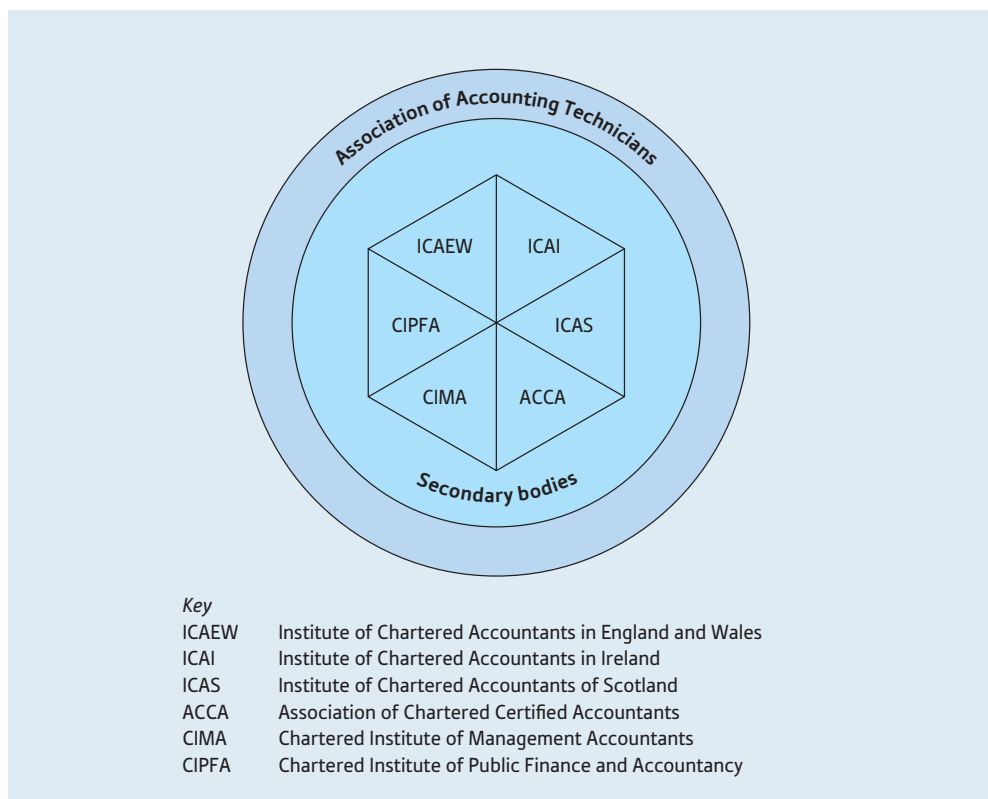 Association of Accounting Technicians
ICAEW
ICAI
CIPFA
ICAS
CIMA
ACCA
Secondary bodies
Key
ICAEW Institute of Chartered Accountants in England and Wales
ICAI Institute of Chartered Accountants in Ireland
ICAS Institute of Chartered Accountants of Scotland
ACCA Association of Chartered Certified Accountants
CIMA Chartered Institute of Management Accountants
CIPFA Chartered Institute of Public Finance and Accountancy